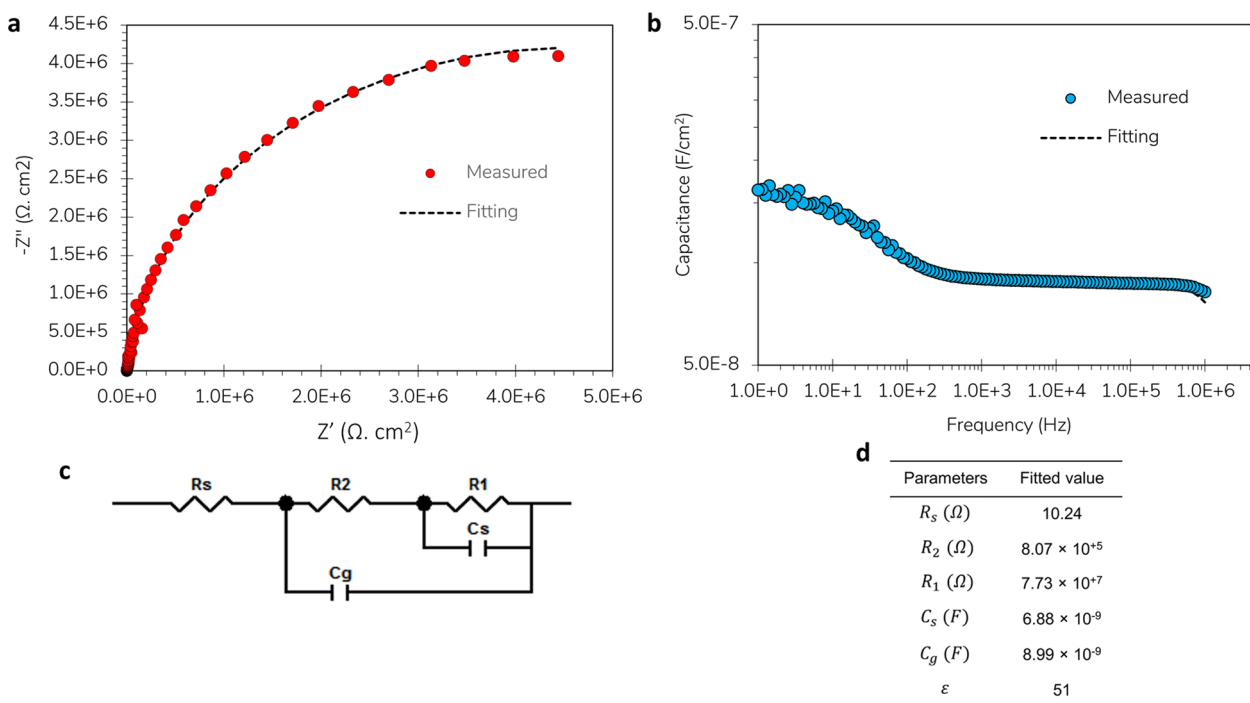 a
4.5E+6
4.0E+6
3.5E+6
3.0E+6
2.5E+6
2.0E+6
1.5E+6
1.0E+6
5.0E+5
0.0E+0
-Z" (Ω. cm2)
Measured
Fitting
0.0E+0 1.0E+6 2.0E+6 3.0E+6 4.0E+6 5.0E+6
Z' (Ω. cm²)
b
5.0E-7
5.0E-8
Capacitance (F/cm²)
Measured
Fitting
1.0E+0 1.0E+1 1.0E+2 1.0E+3 1.0E+4 1.0E+5 1.0E+6
Frequency (Hz)
c
Rs R2 R1
Cs
Cg
d
Parameters Fitted value
Rₛ (Ω) 10.24
R₂ (Ω) 8.07 × 10⁺⁵
R₁ (Ω) 7.73 × 10⁺⁷
Cₛ (F) 6.88 × 10⁻⁹
C_g (F) 8.99 × 10⁻⁹
ε 51